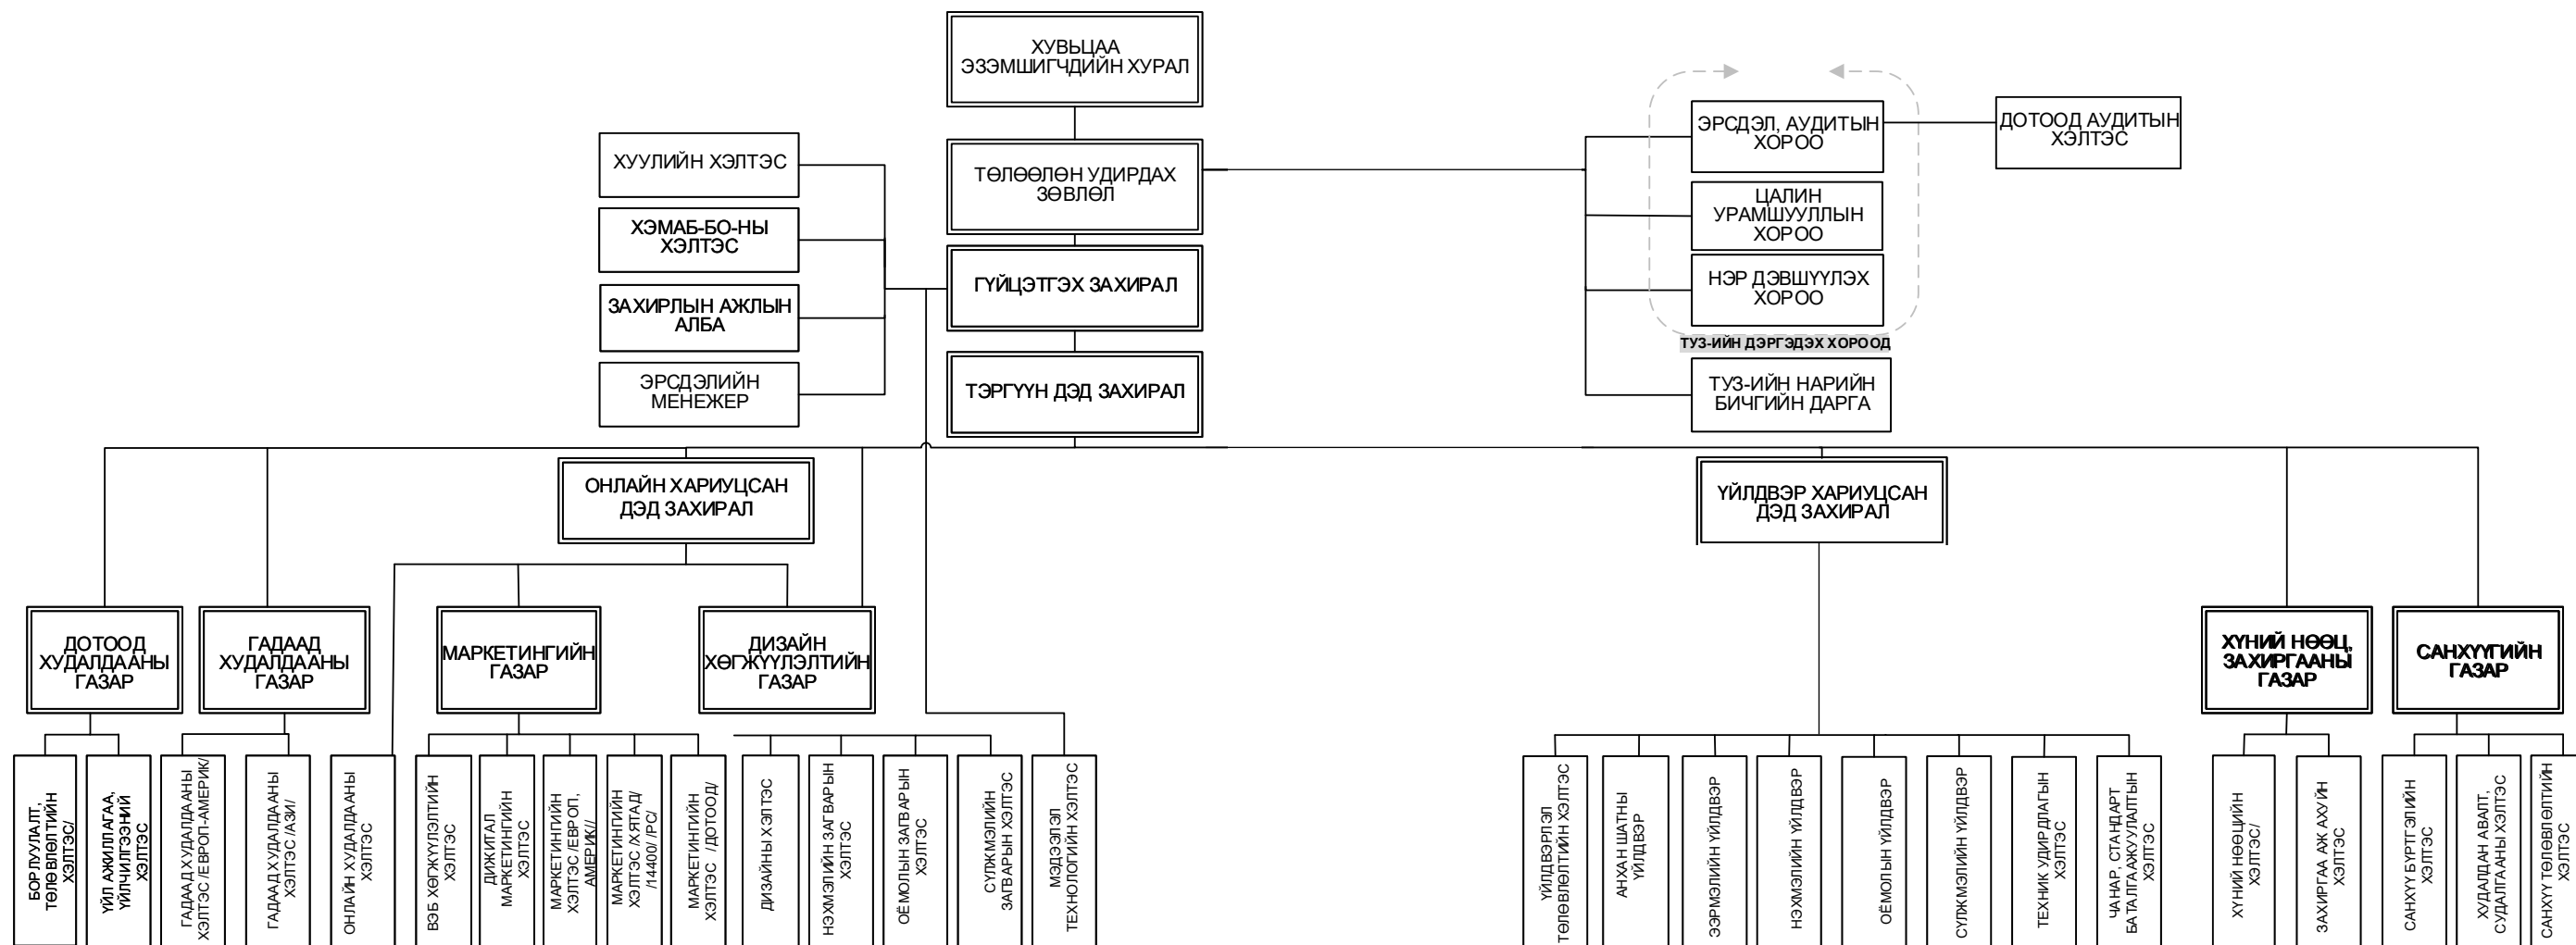 ХУВЬЦАА
ЭЗЭМШИГЧДИЙН ХУРАЛ
ТӨЛӨӨЛӨН УДИРДАХ
ЗӨВЛӨЛ
ГҮЙЦЭТГЭХ ЗАХИРАЛ
ТЭРГҮҮН ДЭД ЗАХИРАЛ
ХУУЛИЙН ХЭЛТЭС
ХЭМАБ-БО-НЫ
ХЭЛТЭС
ЗАХИРЛЫН АЖЛЫН
АЛБА
ЭРСДЭЛИЙН
МЕНЕЖЕР
ЭРСДЭЛ, АУДИТЫН
ХОРОО
ДОТООД АУДИТЫН
ХЭЛТЭС
ЦАЛИН
УРАМШУУЛЛЫН
ХОРОО
НЭР ДЭВШҮҮЛЭХ
ХОРОО
ТУЗ-ИЙН ДЭРГЭДЭХ ХОРООД
ТУЗ-ИЙН НАРИЙН
БИЧГИЙН ДАРГА
ОНЛАЙН ХАРИУЦСАН
ДЭД ЗАХИРАЛ
ҮЙЛДВЭР ХАРИУЦСАН
ДЭД ЗАХИРАЛ
ДОТООД
ХУДАЛДААНЫ
ГАЗАР
ГАДААД
ХУДАЛДААНЫ
ГАЗАР
МАРКЕТИНГИЙН
ГАЗАР
ДИЗАЙН
ХӨГЖҮҮЛЭЛТИЙН
ГАЗАР
ХҮНИЙ НӨӨЦ,
ЗАХИРГААНЫ
ГАЗАР
САНХҮҮГИЙН
ГАЗАР
БОРЛУУЛАЛТ,
ТӨЛӨВЛӨЛТИЙН
ХЭЛТЭС/
ҮЙЛ АЖИЛЛАГАА,
ҮЙЛЧИЛГЭЭНИЙ
ХЭЛТЭС
ГАДААД ХУДАЛДААНЫ
ХЭЛТЭС /ЕВРОП-АМЕРИК/
ГАДААД ХУДАЛДААНЫ
ХЭЛТЭС /АЗИ/
ОНЛАЙН ХУДАЛДААНЫ
ХЭЛТЭС
ВЭБ ХӨГЖҮҮЛЭЛТИЙН
ХЭЛТЭС
ДИЖИТАЛ
МАРКЕТИНГИЙН
ХЭЛТЭС
МАРКЕТИНГИЙН
ХЭЛТЭС /ЕВРОП,
АМЕРИК//
МАРКЕТИНГИЙН
ХЭЛТЭС /ХЯТАД/
/14400/ /PC/
МАРКЕТИНГИЙН
ХЭЛТЭС /ДОТООД/
ДИЗАЙНЫ ХЭЛТЭС
НЭХМЭЛИЙН ЗАГВАРЫН
ХЭЛТЭС
ОЁМОЛЫН ЗАГВАРЫН
ХЭЛТЭС
СҮЛЖМЭЛИЙН
ЗАГВАРЫН ХЭЛТЭС
МЭДЭЭЛЭЛ
ТЕХНОЛОГИЙН ХЭЛТЭС
ҮЙЛДВЭРЛЭЛ
ТӨЛӨВЛӨЛТИЙН ХЭЛТЭС
АНХАН ШАТНЫ
ҮЙЛДВЭР
ЭЭРМЭЛИЙН ҮЙЛДВЭР
НЭХМЭЛИЙН ҮЙЛДВЭР
ОЁМОЛЫН ҮЙЛДВЭР
СҮЛЖМЭЛИЙН ҮЙЛДВЭР
ТЕХНИК УДИРДЛАГЫН
ХЭЛТЭС
ЧАНАР, СТАНДАРТ
БАТАЛГААЖУУЛАЛТЫН
ХЭЛТЭС
ХҮНИЙ НӨӨЦИЙН
ХЭЛТЭС/
ЗАХИРГАА АЖ АХУЙН
ХЭЛТЭС
САНХҮҮ БҮРТГЭЛИЙН
ХЭЛТЭС
ХУДАЛДАН АВАЛТ,
СУДАЛГААНЫ ХЭЛТЭС
САНХҮҮ ТӨЛӨВЛӨЛТИЙН
ХЭЛТЭС